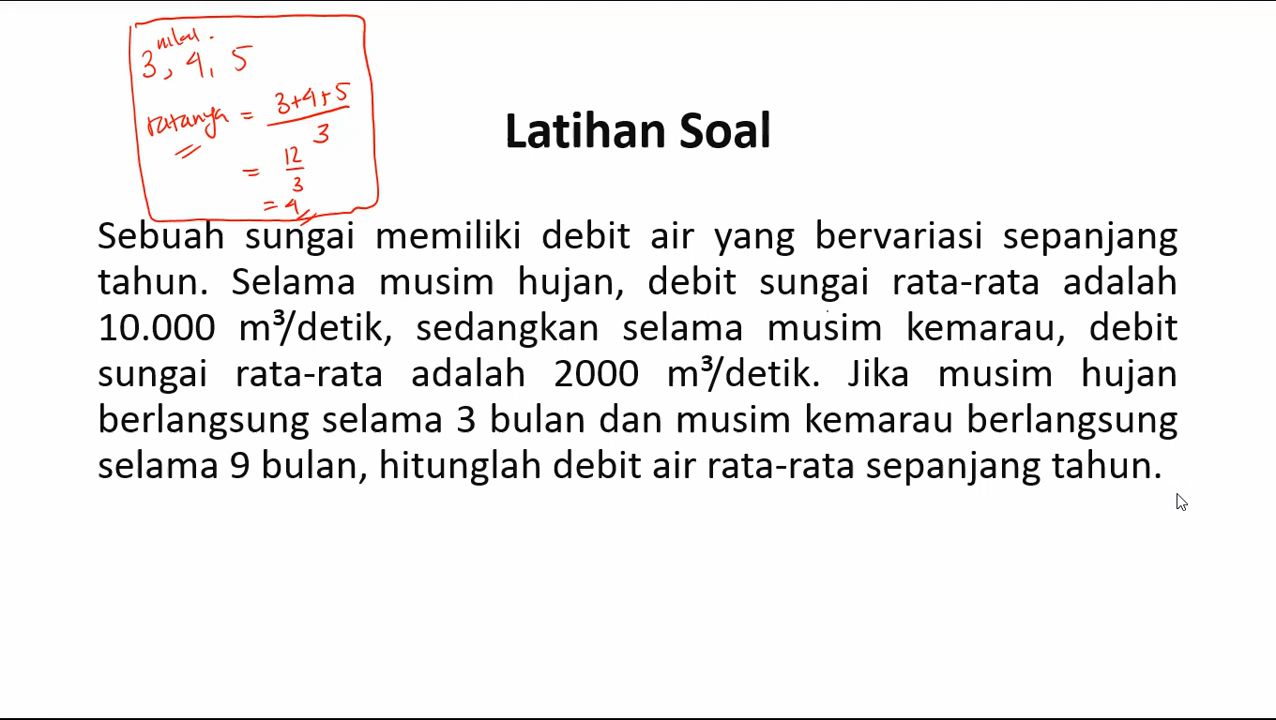 nilai.
3, 4, 5
ratanya = 3+4+5
3
= 12
3
= 4
Latihan Soal
Sebuah sungai memiliki debit air yang bervariasi sepanjang
tahun. Selama musim hujan, debit sungai rata-rata adalah
10.000 m³/detik, sedangkan selama musim kemarau, debit
sungai rata-rata adalah 2000 m³/detik. Jika musim hujan
berlangsung selama 3 bulan dan musim kemarau berlangsung
selama 9 bulan, hitunglah debit air rata-rata sepanjang tahun.